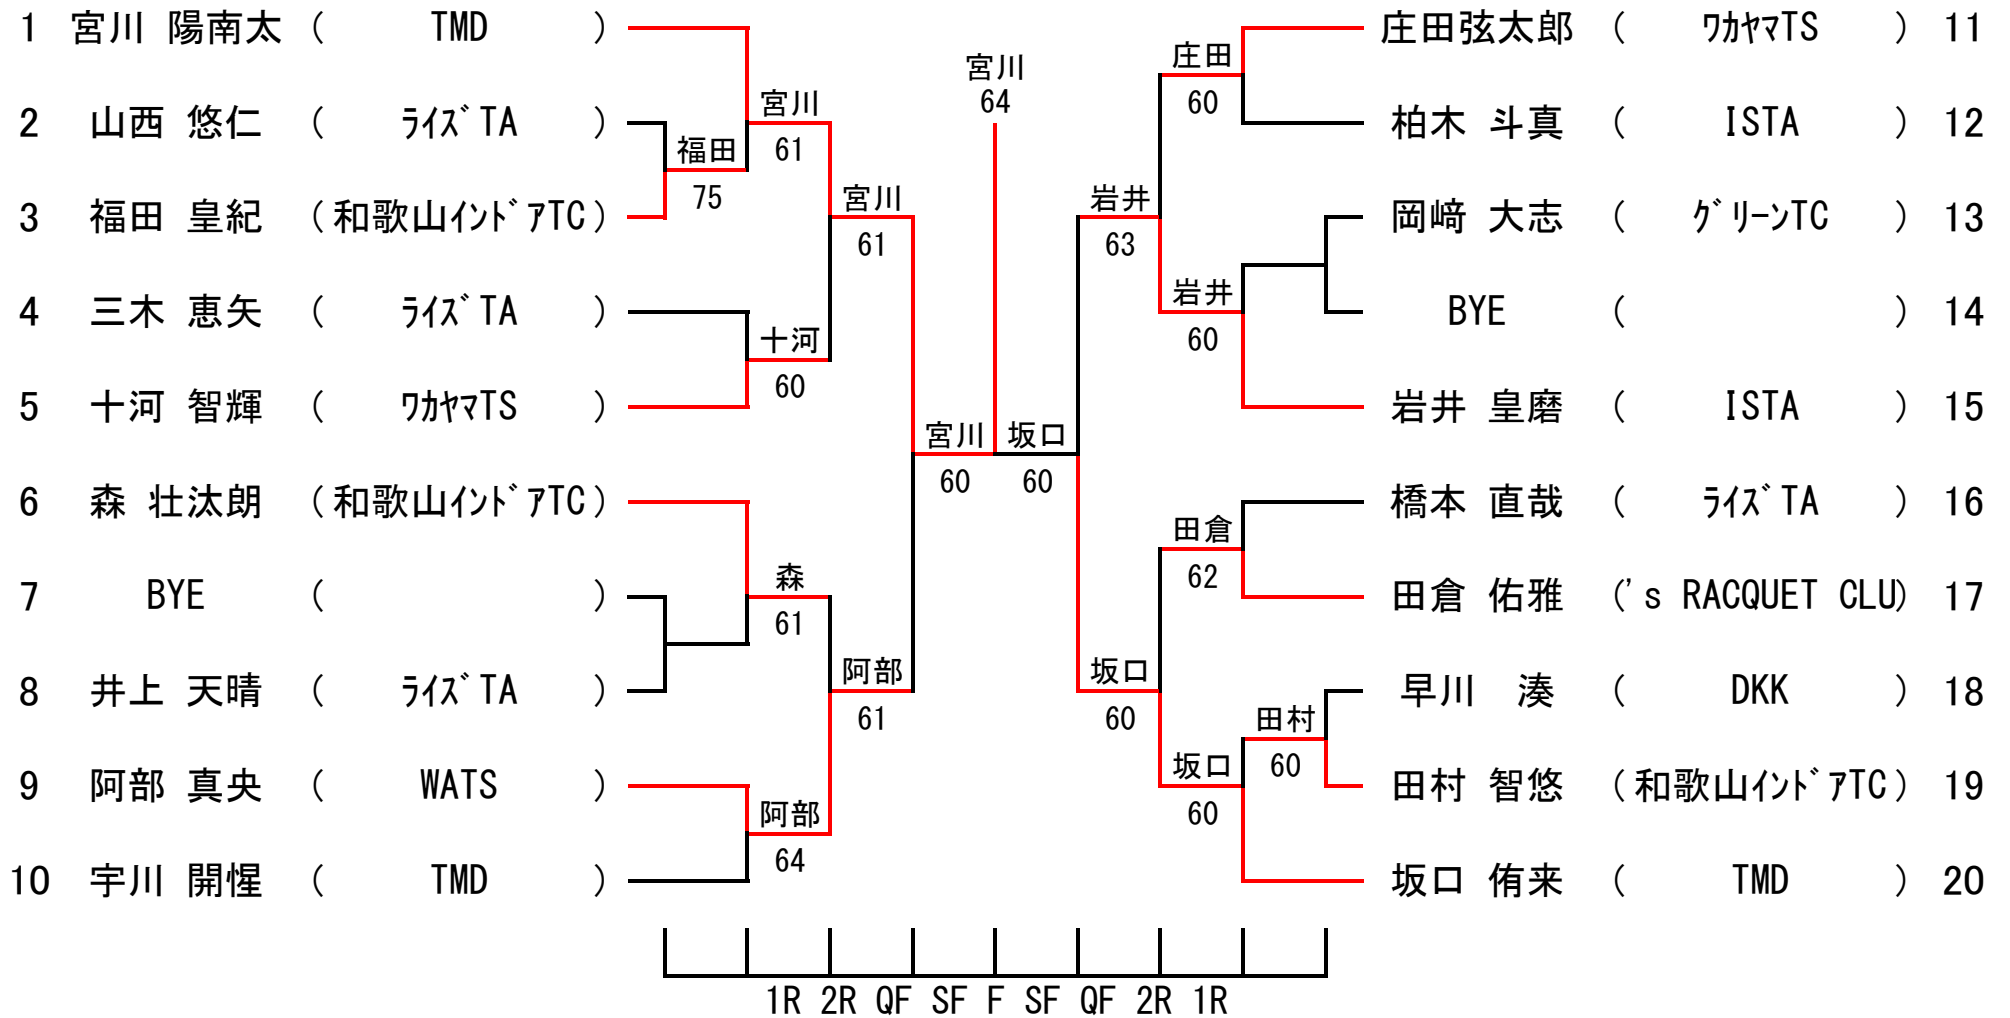 1 宮川 陽南太 ( TMD )
2 山西 悠仁 ( ﾗｲｽﾞTA )
3 福田 皇紀 (和歌山ｲﾝﾄﾞｱTC)
4 三木 恵矢 ( ﾗｲｽﾞTA )
5 十河 智輝 ( ﾜｶﾔﾏTS )
6 森 壮汰朗 (和歌山ｲﾝﾄﾞｱTC)
7 BYE ( )
8 井上 天晴 ( ﾗｲｽﾞTA )
9 阿部 真央 ( WATS )
10 宇川 開惺 ( TMD )
福田
75
宮川
61
十河
60
森
61
阿部
64
宮川
61
阿部
61
宮川
60
宮川
64
坂口
60
岩井
63
坂口
60
庄田
60
岩井
60
田倉
62
坂口
60
田村
60
庄田弦太郎 ( ﾜｶﾔﾏTS ) 11
柏木 斗真 ( ISTA ) 12
岡﨑 大志 ( ｸﾞﾘｰﾝTC ) 13
BYE ( ) 14
岩井 皇磨 ( ISTA ) 15
橋本 直哉 ( ﾗｲｽﾞTA ) 16
田倉 佑雅 ('s RACQUET CLU) 17
早川 湊 ( DKK ) 18
田村 智悠 (和歌山ｲﾝﾄﾞｱTC) 19
坂口 侑来 ( TMD ) 20
1R 2R QF SF F SF QF 2R 1R